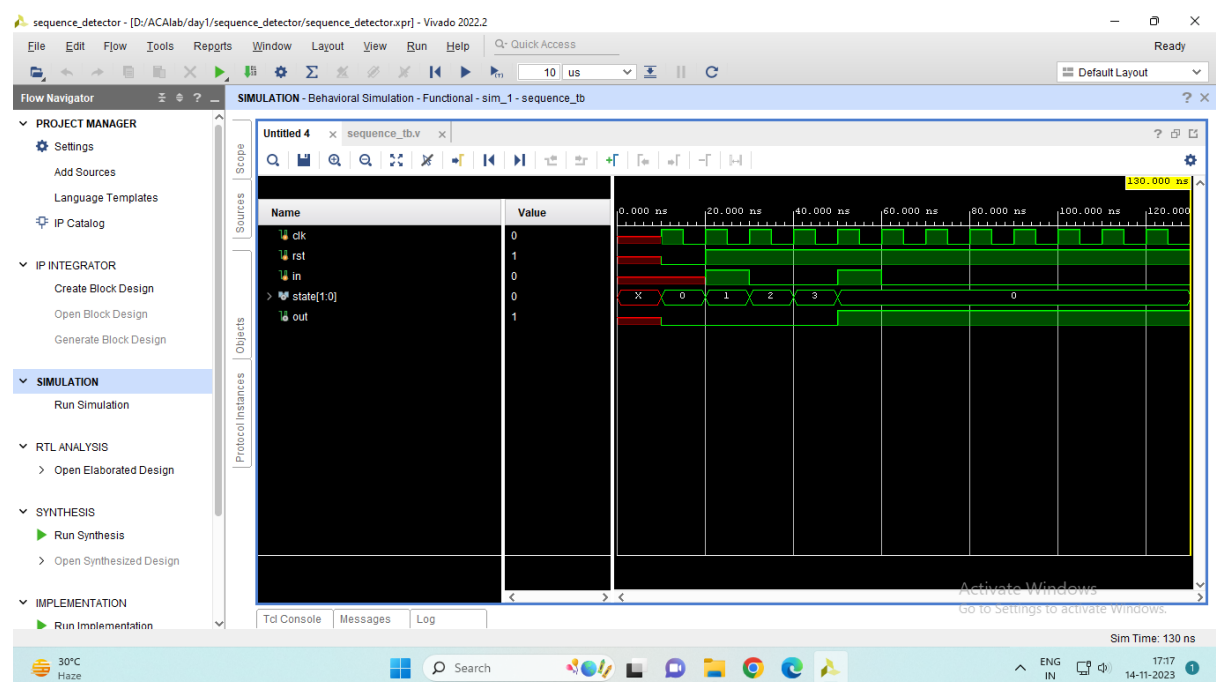 sequence_detector - [D:/ACAlab/day1/sequence_detector/sequence_detector.xpr] - Vivado 2022.2
File Edit Flow Tools Reports Window Layout View Run Help Q- Quick Access Ready
10 us Default Layout
Flow Navigator ? SIMULATION - Behavioral Simulation - Functional - sim_1 - sequence_tb ?
PROJECT MANAGER
Settings
Add Sources
Language Templates
IP Catalog
IP INTEGRATOR
Create Block Design
Open Block Design
Generate Block Design
SIMULATION
Run Simulation
RTL ANALYSIS
Open Elaborated Design
SYNTHESIS
Run Synthesis
Open Synthesized Design
IMPLEMENTATION
Run Implementation
Scope
Sources
Objects
Protocol Instances
Untitled 4 x sequence_tb.v x ?
130.000 ns
Name Value 0.000 ns 20.000 ns 40.000 ns 60.000 ns 80.000 ns 100.000 ns 120.000
clk 0
rst 1
in 0
state[1:0] 0 X 0 1 2 3 0
out 1
Activate Windows
Go to Settings to activate Windows.
Tcl Console Messages Log
Sim Time: 130 ns
30°C
Haze
Search
ENG
IN
17:17
14-11-2023
1